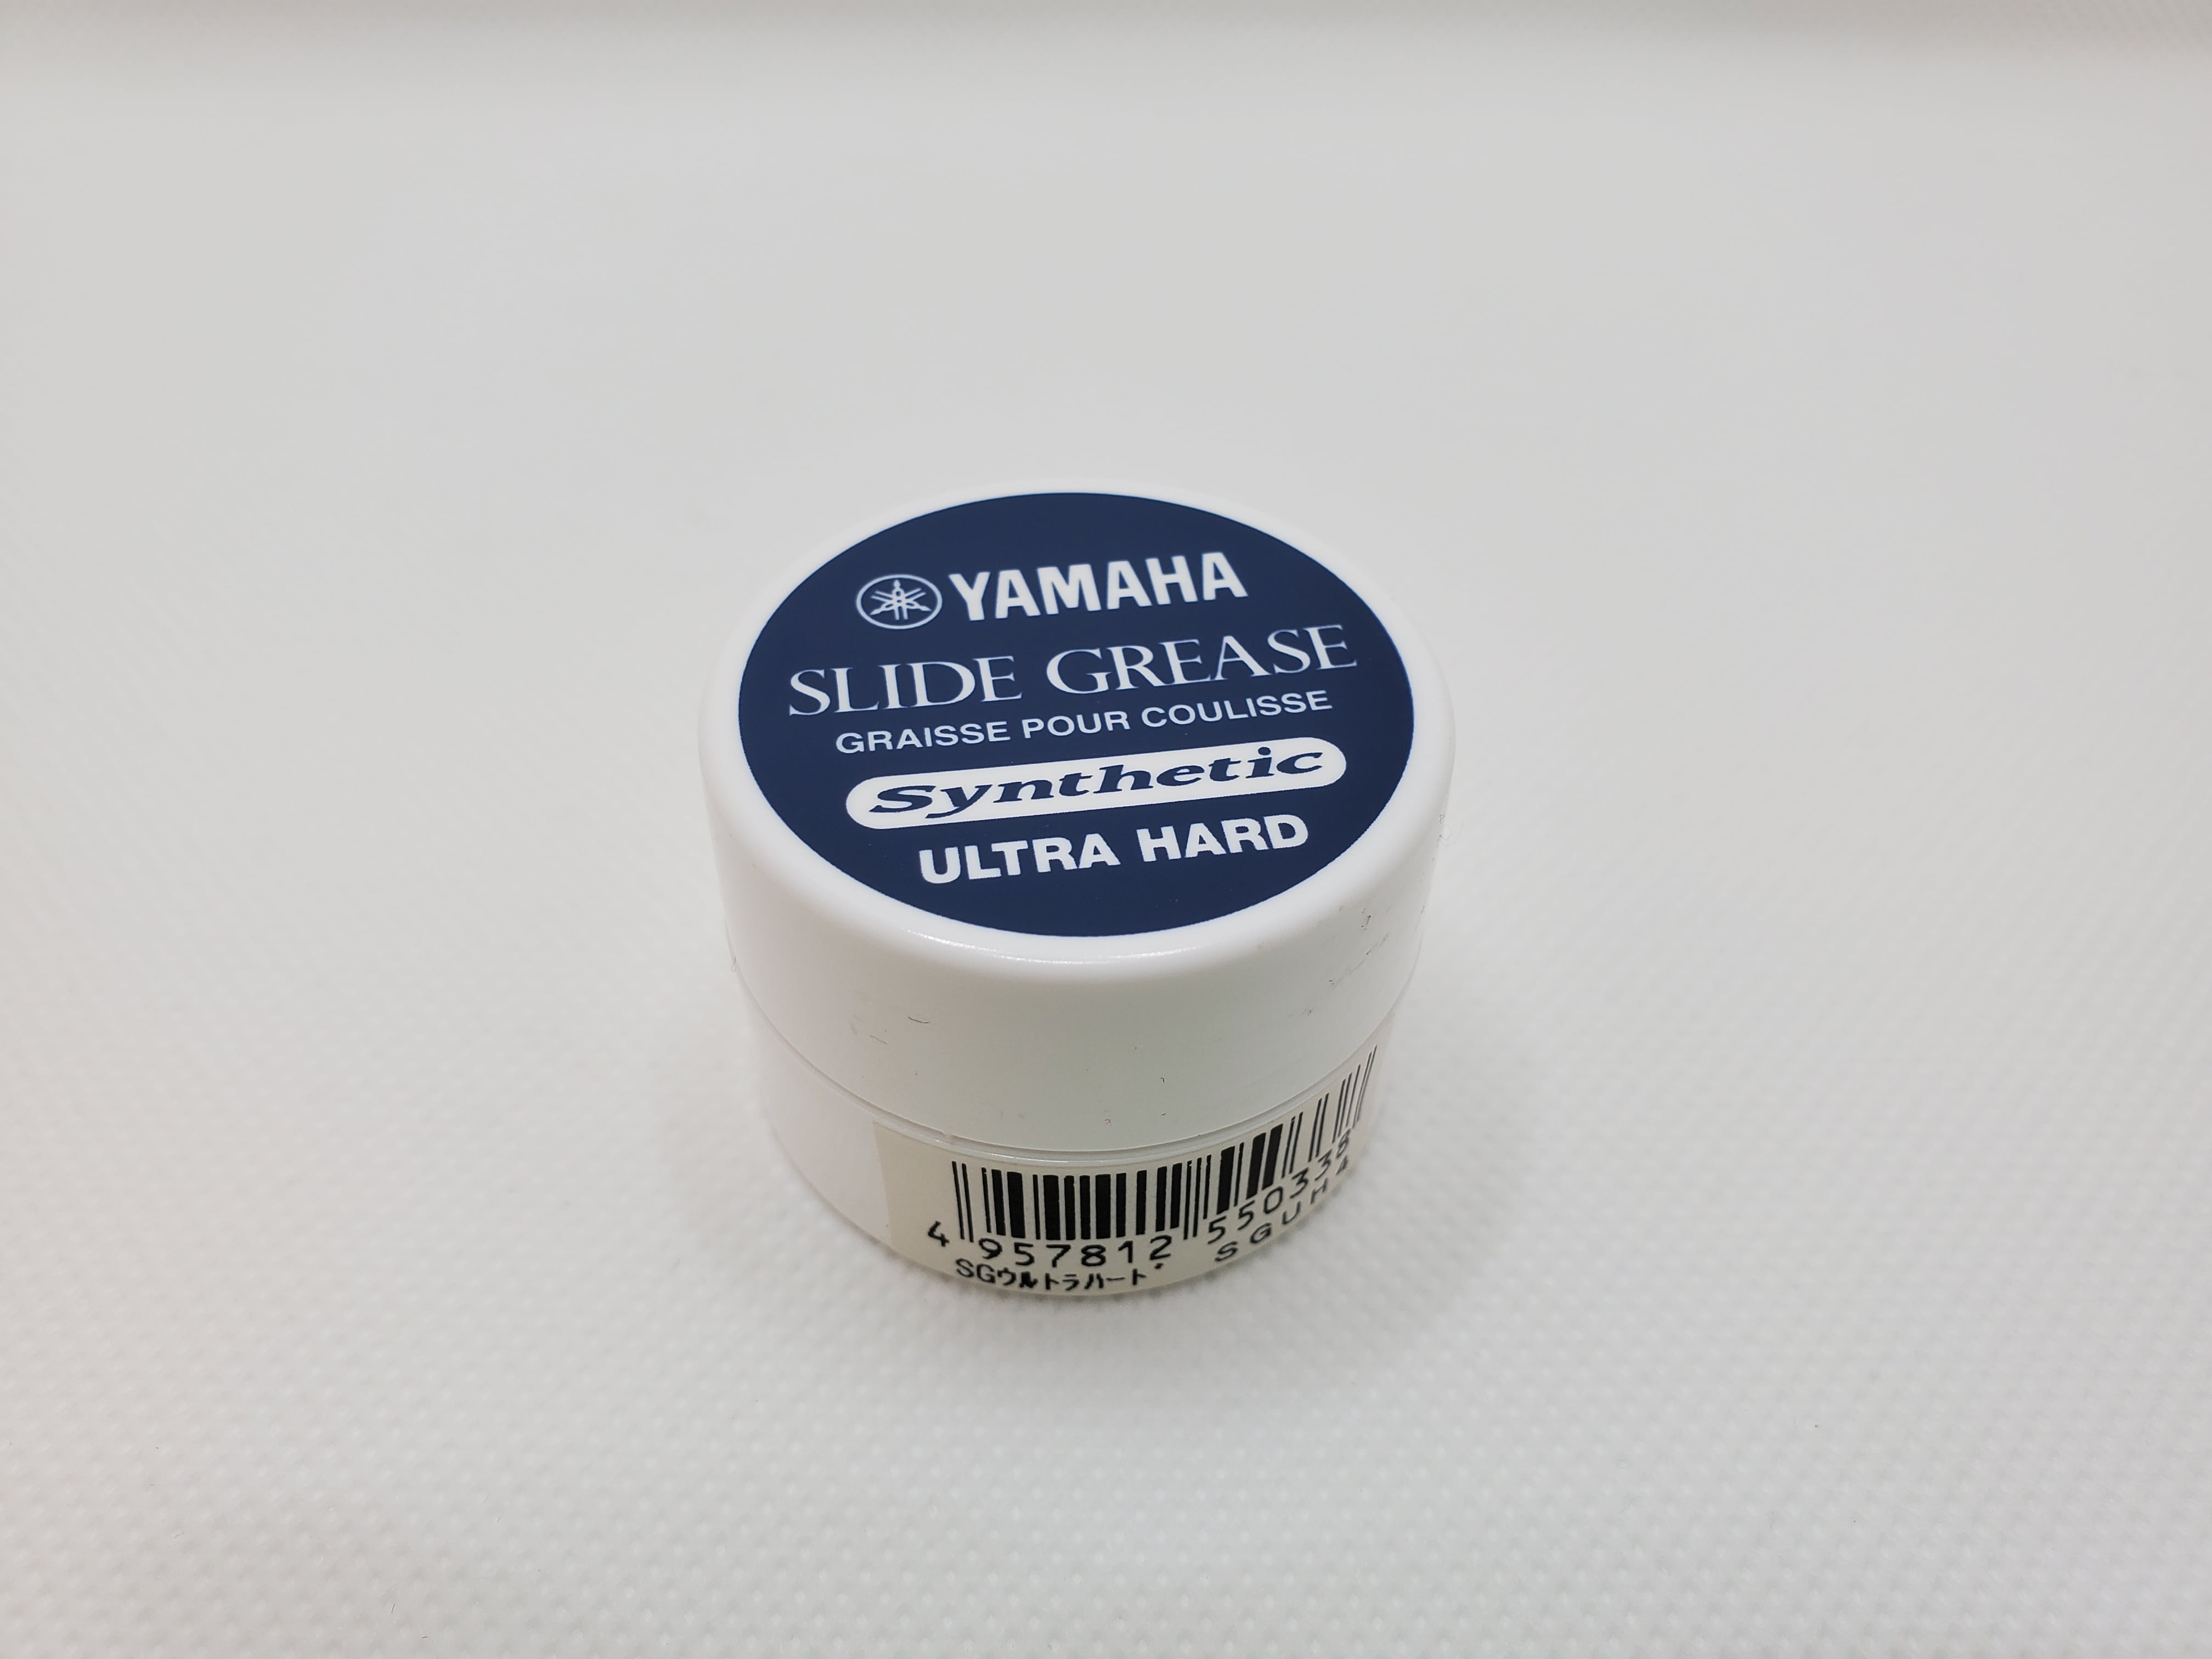 YAMAHA
SLIDE GREASE
GRAISSE POUR COULISSE
Synthetic
ULTRA HARD
4 957812 550338
SGウルトラハード SGUH4